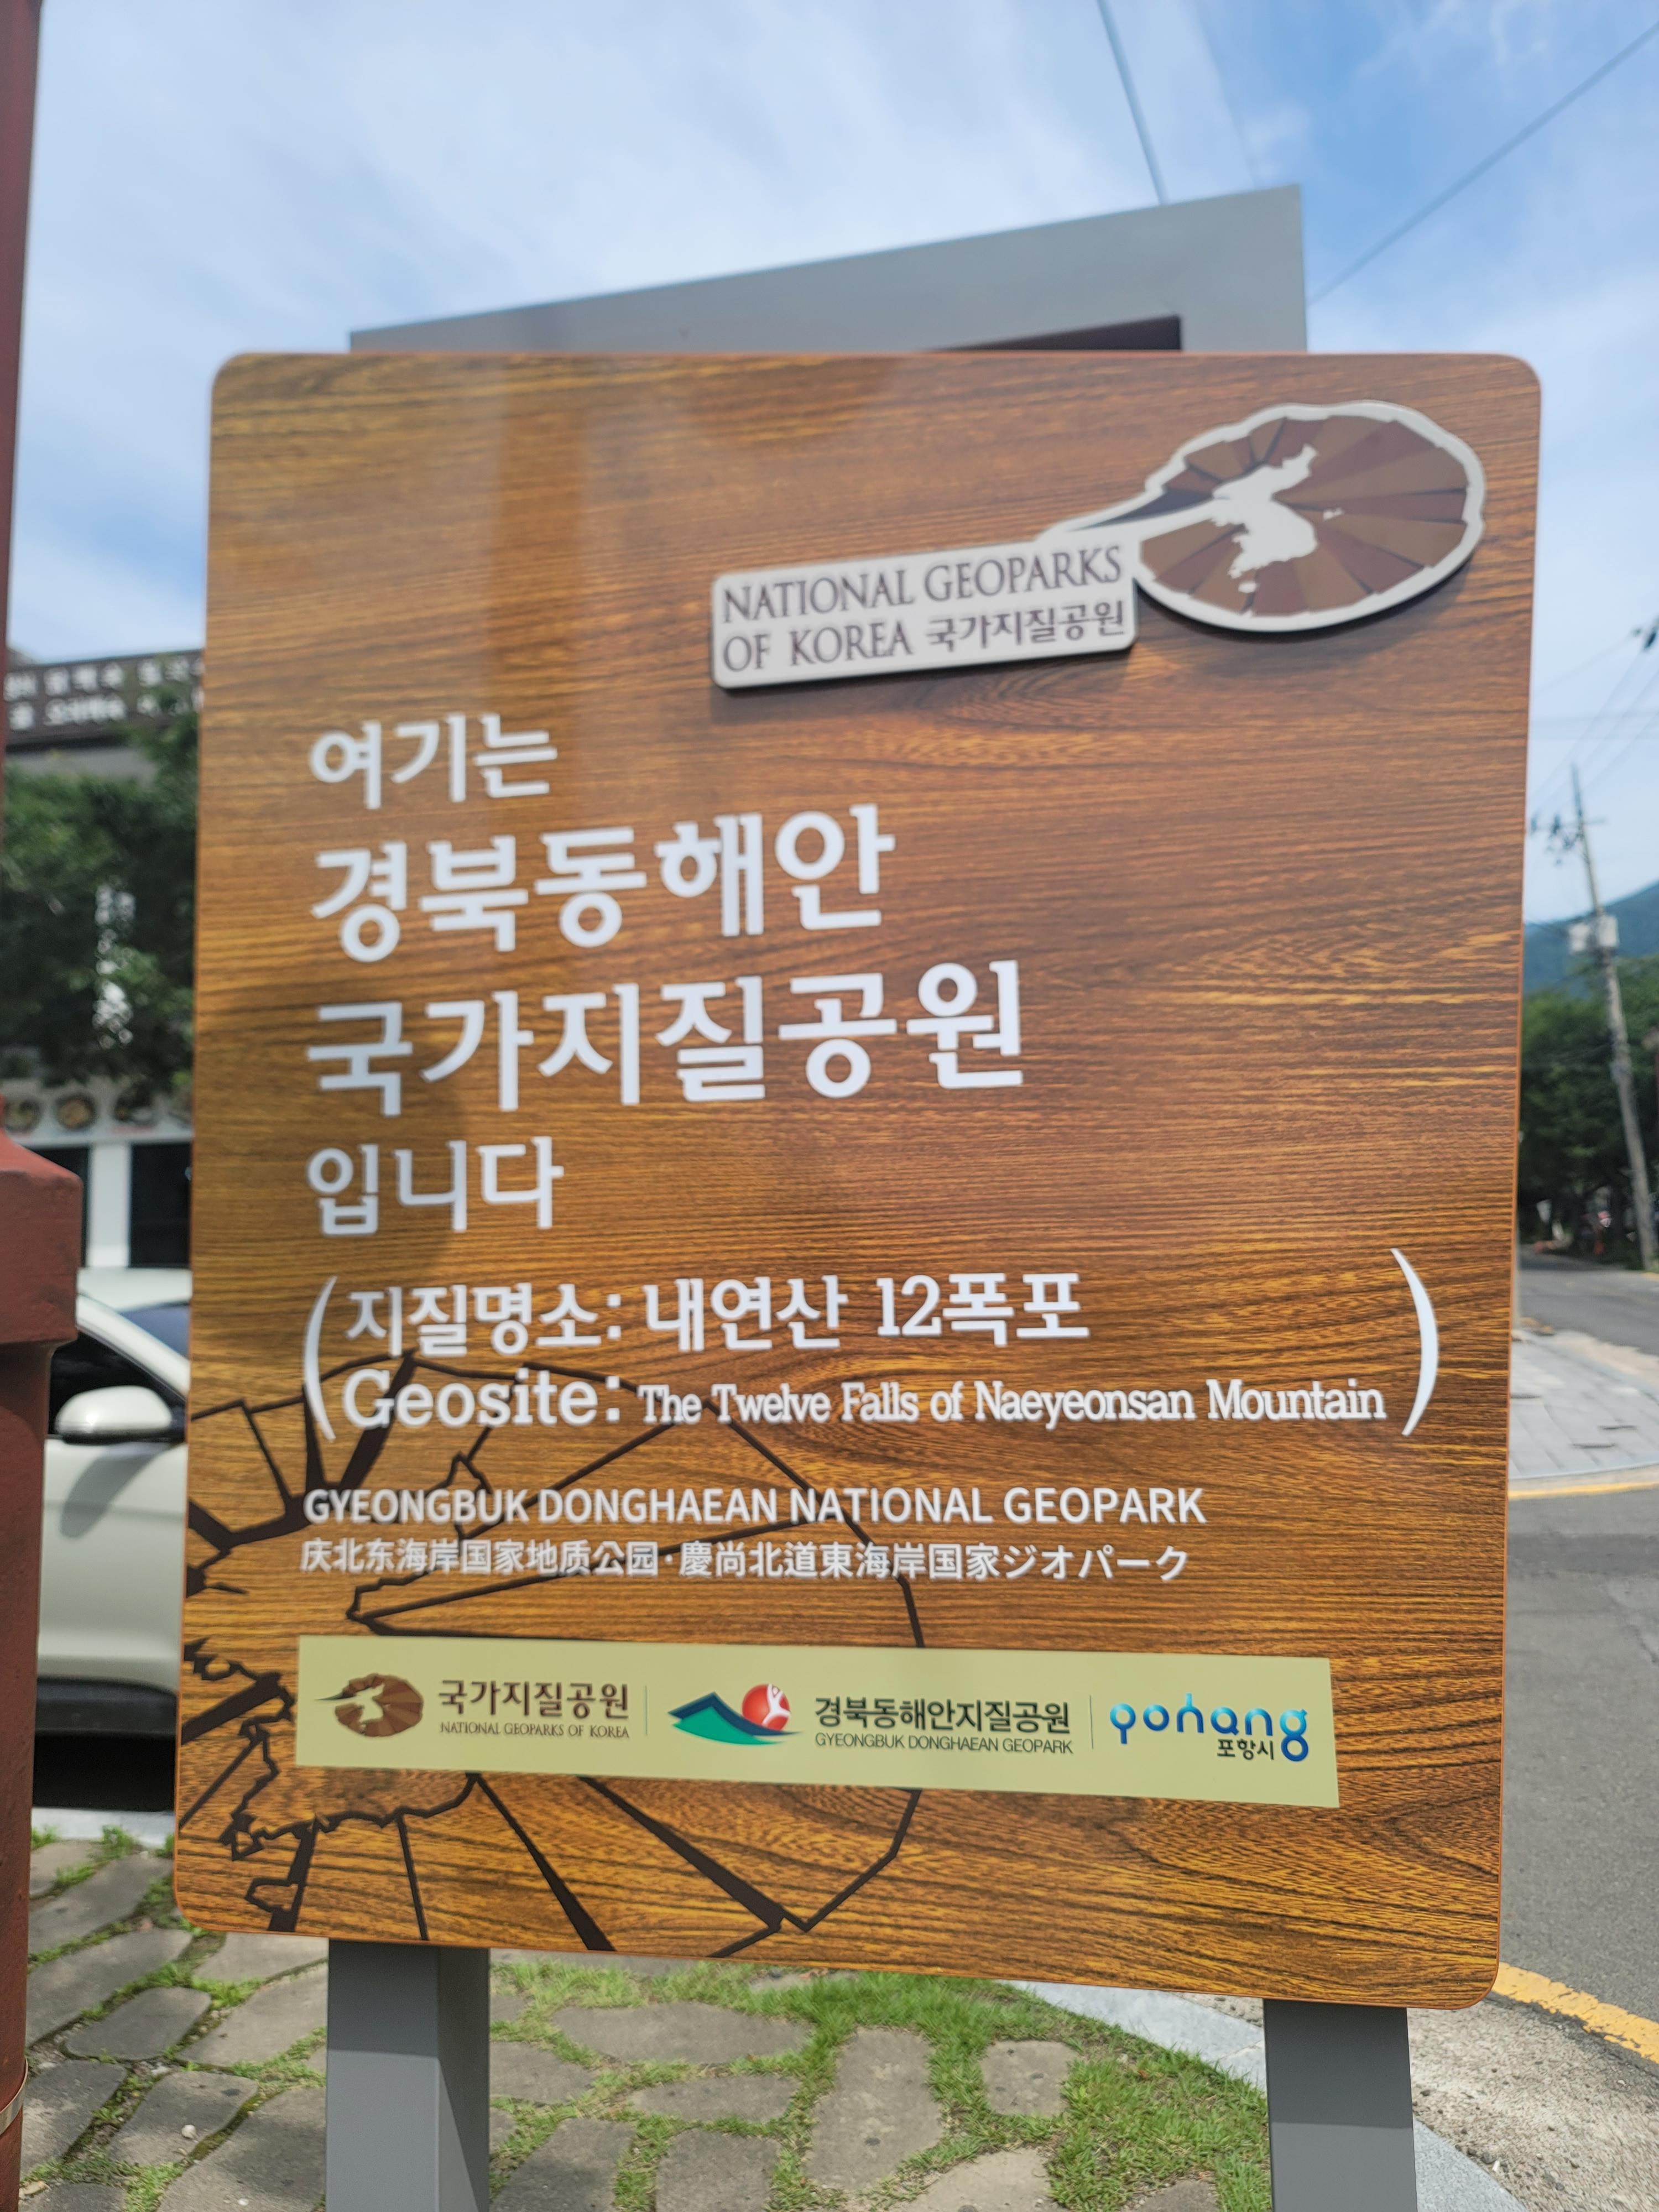 NATIONAL GEOPARKS
OF KOREA 국가지질공원
여기는
경북동해안
국가지질공원
입니다
(지질명소: 내연산 12폭포
Geosite: The Twelve Falls of Naeyeonsan Mountain)
GYEONGBUK DONGHAEAN NATIONAL GEOPARK
庆北东海岸国家地质公园·慶尚北道東海岸国家ジオパーク
국가지질공원
NATIONAL GEOPARKS OF KOREA
경북동해안지질공원
GYEONGBUK DONGHAEAN GEOPARK
pohang
포항시